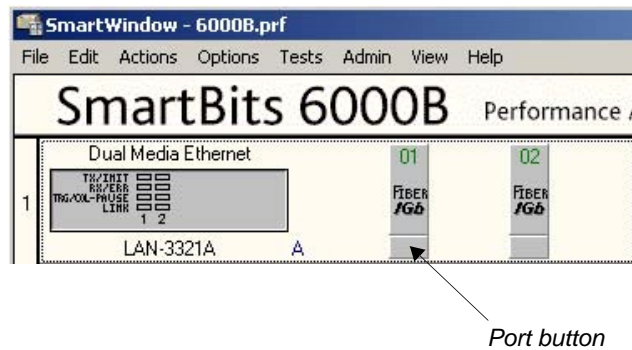 SmartWindow - 6000B.prf
File Edit Actions Options Tests Admin View Help
SmartBits 6000B Performance
Dual Media Ethernet 01 02
TX/INIT
RX/ERR
TRG/COL-PAUSE
LINK
1 2
1
FIBER FIBER
1Gb 1Gb
LAN-3321A A
Port button